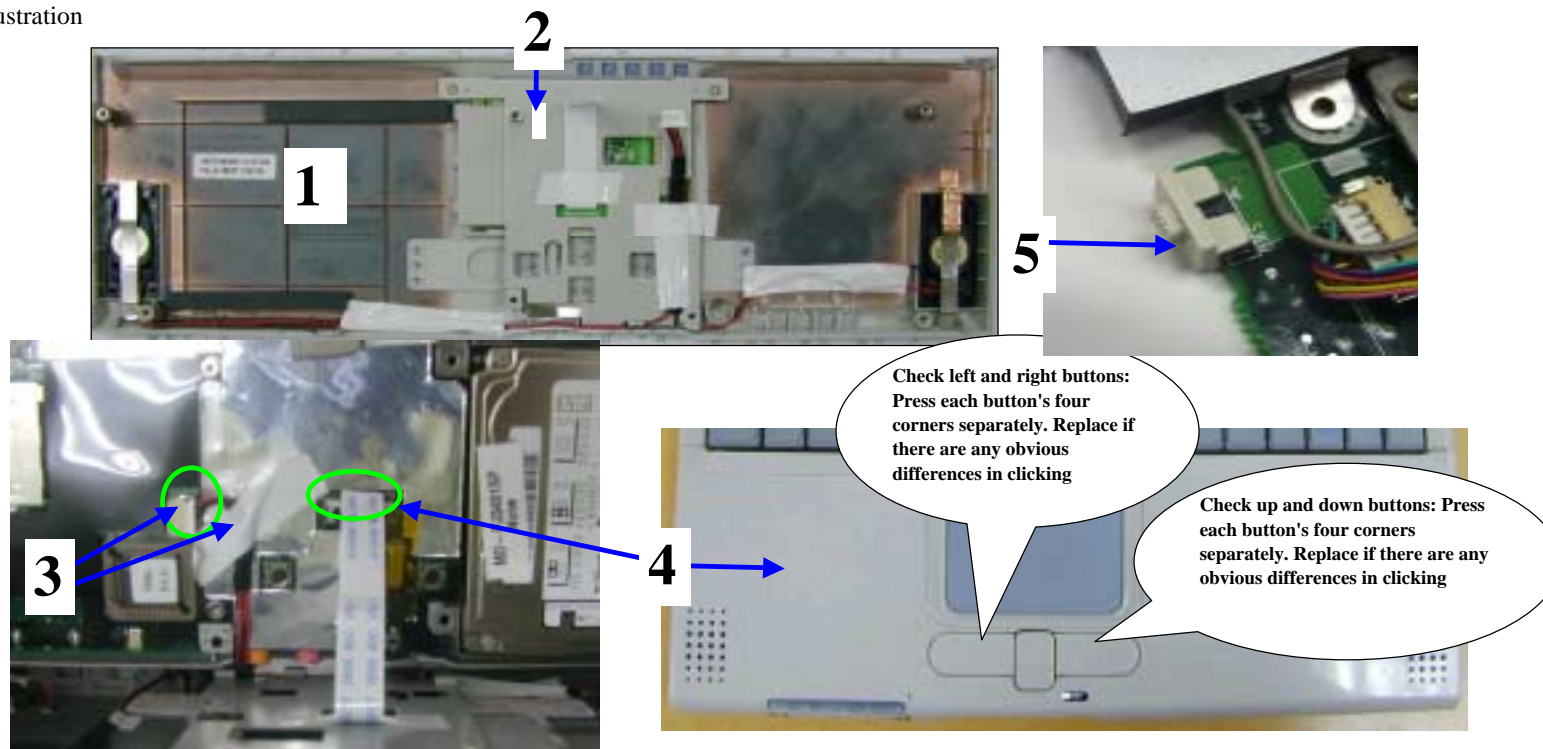 ustration
2
1
5
Check left and right buttons:
Press each button's four
corners separately. Replace if
there are any obvious
differences in clicking
Check up and down buttons: Press
each button's four corners
separately. Replace if there are any
obvious differences in clicking
3
4